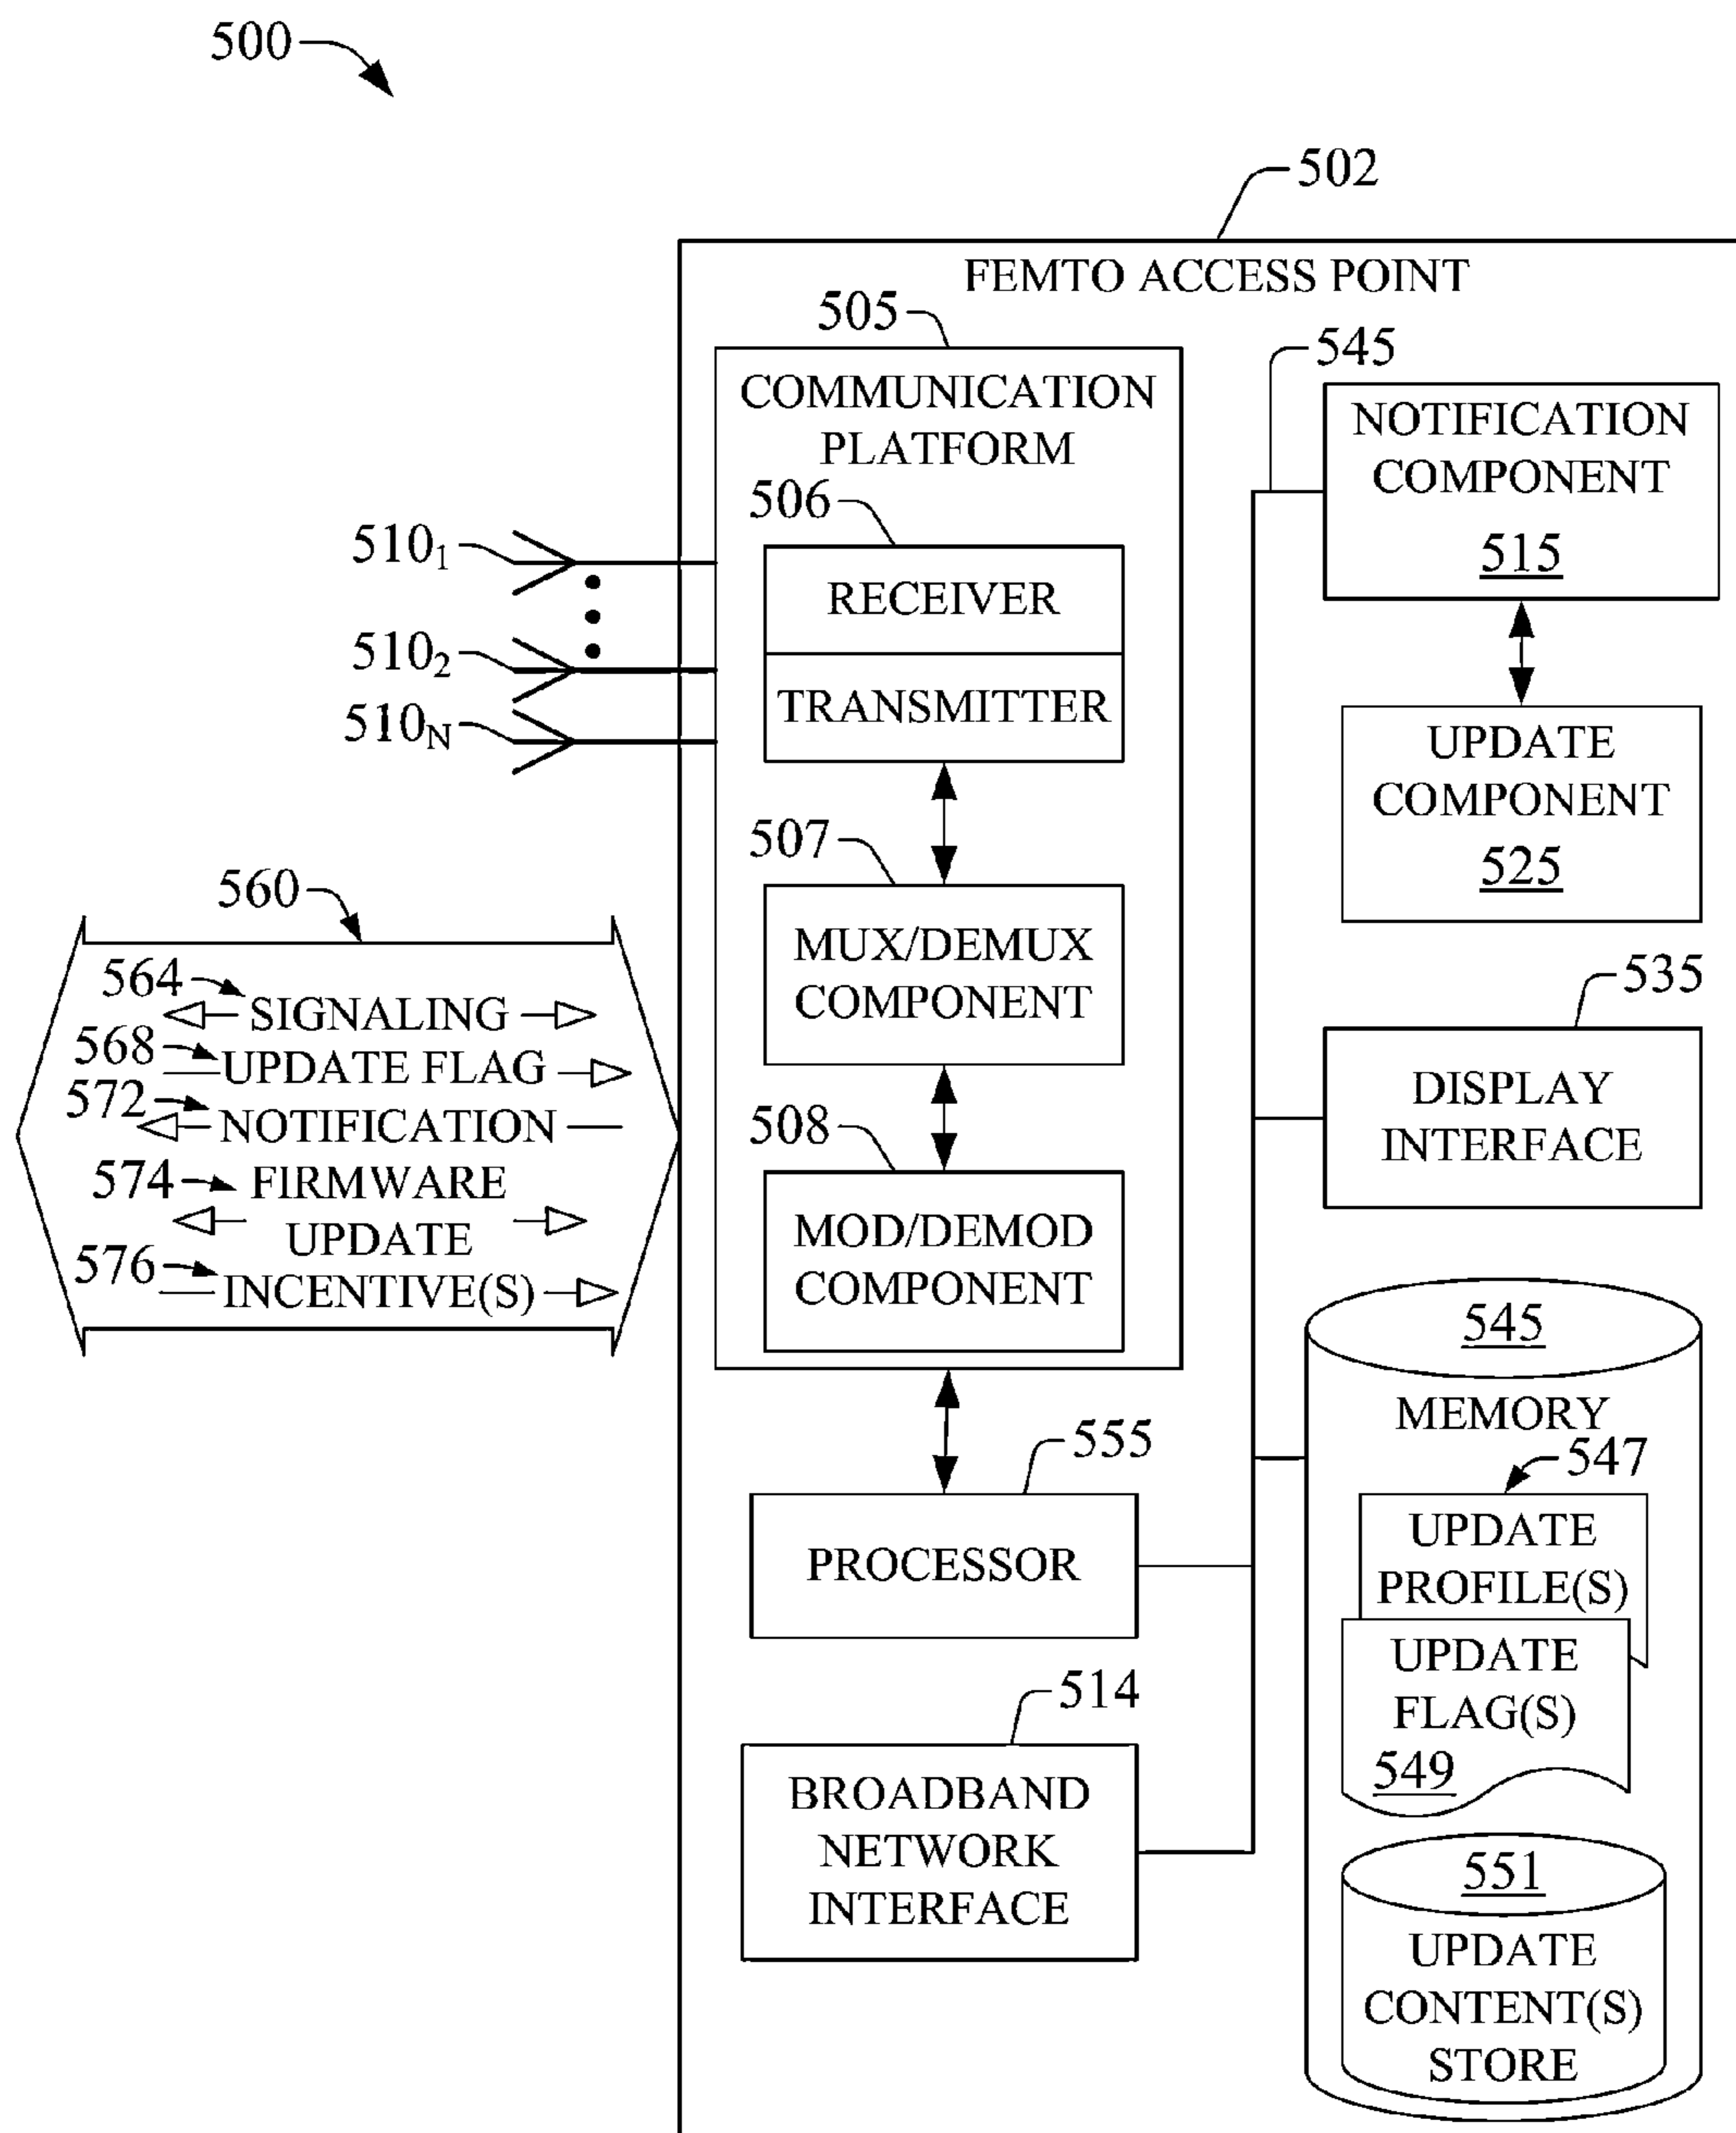 500
502
FEMTO ACCESS POINT
505
COMMUNICATION
PLATFORM
506
RECEIVER
TRANSMITTER
510₁
510₂
510N
507
MUX/DEMUX
COMPONENT
508
MOD/DEMOD
COMPONENT
560
564
SIGNALING
568
UPDATE FLAG
572
NOTIFICATION
574
FIRMWARE
UPDATE
576
INCENTIVE(S)
555
PROCESSOR
514
BROADBAND
NETWORK
INTERFACE
545
NOTIFICATION
COMPONENT
515
UPDATE
COMPONENT
525
535
DISPLAY
INTERFACE
545
MEMORY
547
UPDATE
PROFILE(S)
UPDATE
FLAG(S)
549
551
UPDATE
CONTENT(S)
STORE